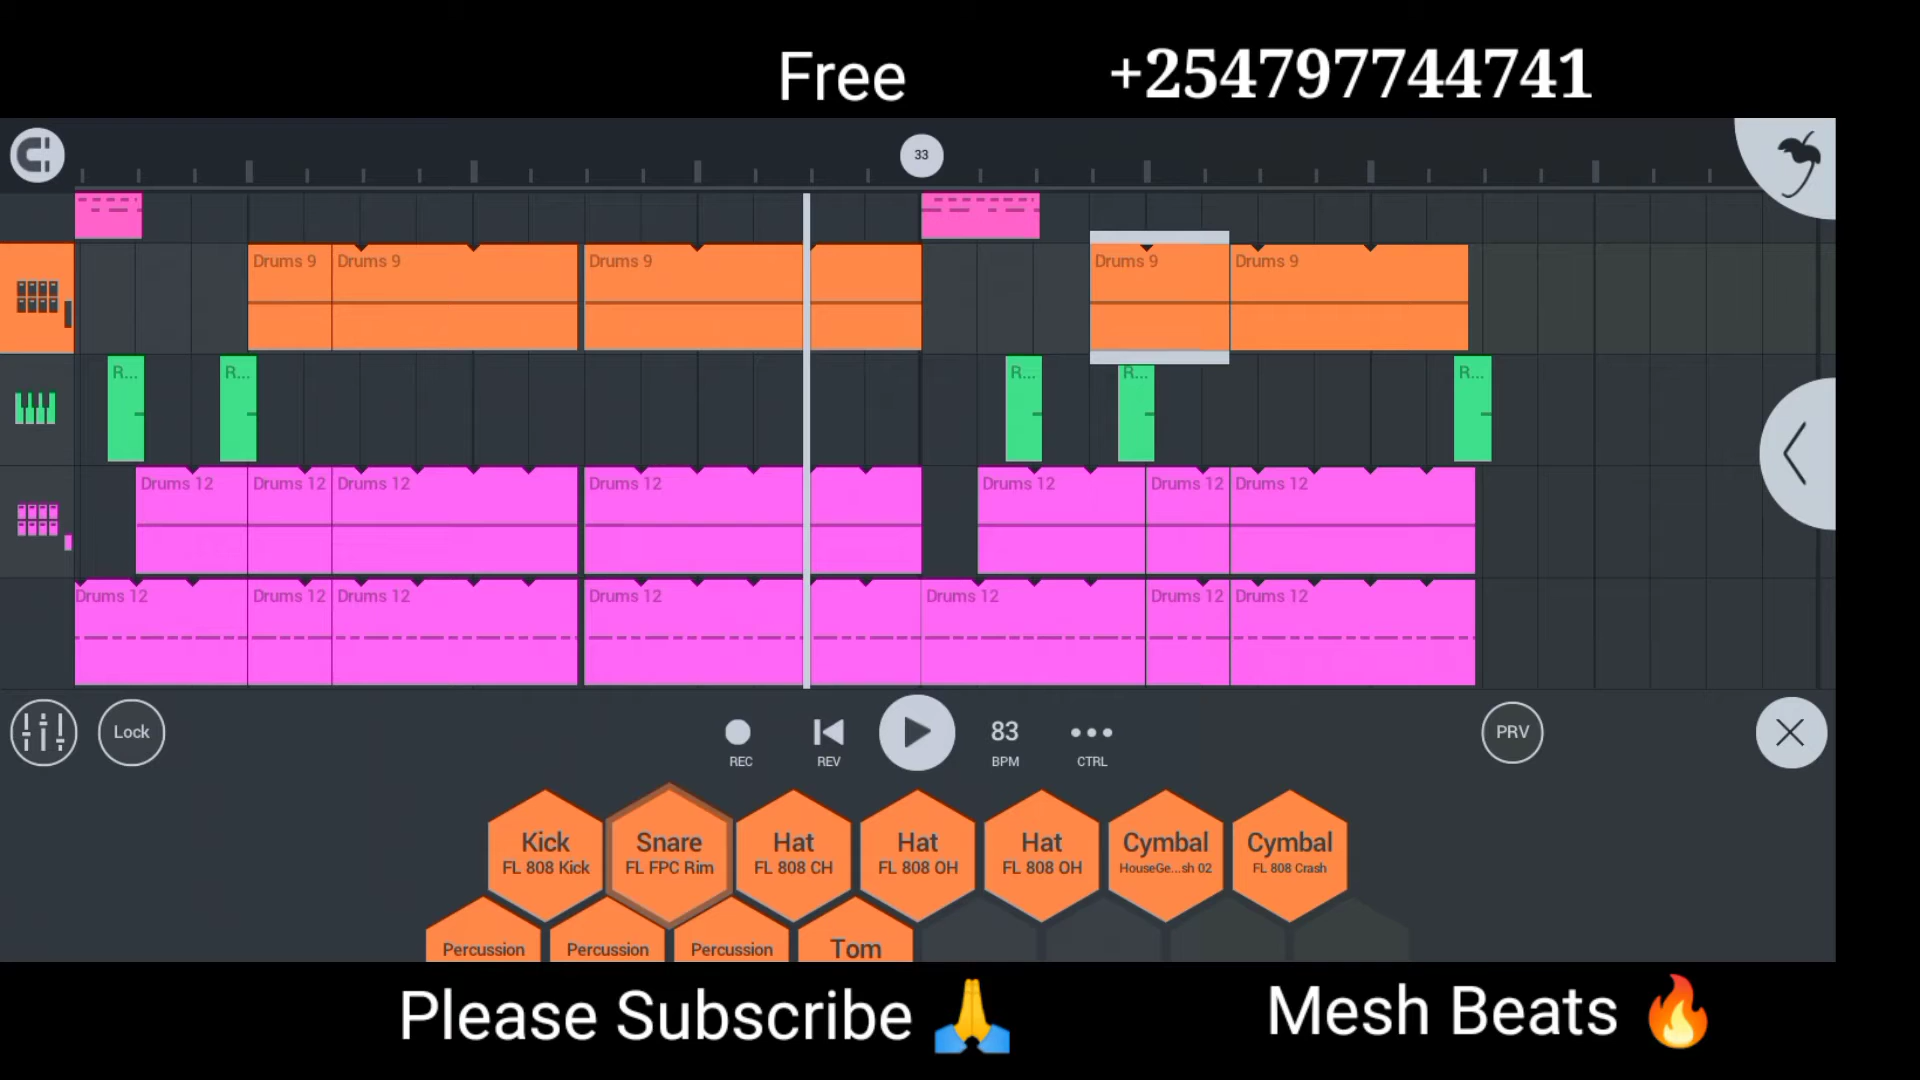 Free +254797744741
33
Drums 9 Drums 9 Drums 9 Drums 9 Drums 9
R... R... R... R... R...
Drums 12 Drums 12 Drums 12 Drums 12 Drums 12 Drums 12 Drums 12
Drums 12 Drums 12 Drums 12 Drums 12 Drums 12 Drums 12 Drums 12
Lock 83 PRV
REC REV BPM CTRL
Kick Snare Hat Hat Hat Cymbal Cymbal
FL 808 Kick FL FPC Rim FL 808 CH FL 808 OH FL 808 OH HouseGe...sh 02 FL 808 Crash
Percussion Percussion Percussion Tom
Please Subscribe 🙏 Mesh Beats 🔥